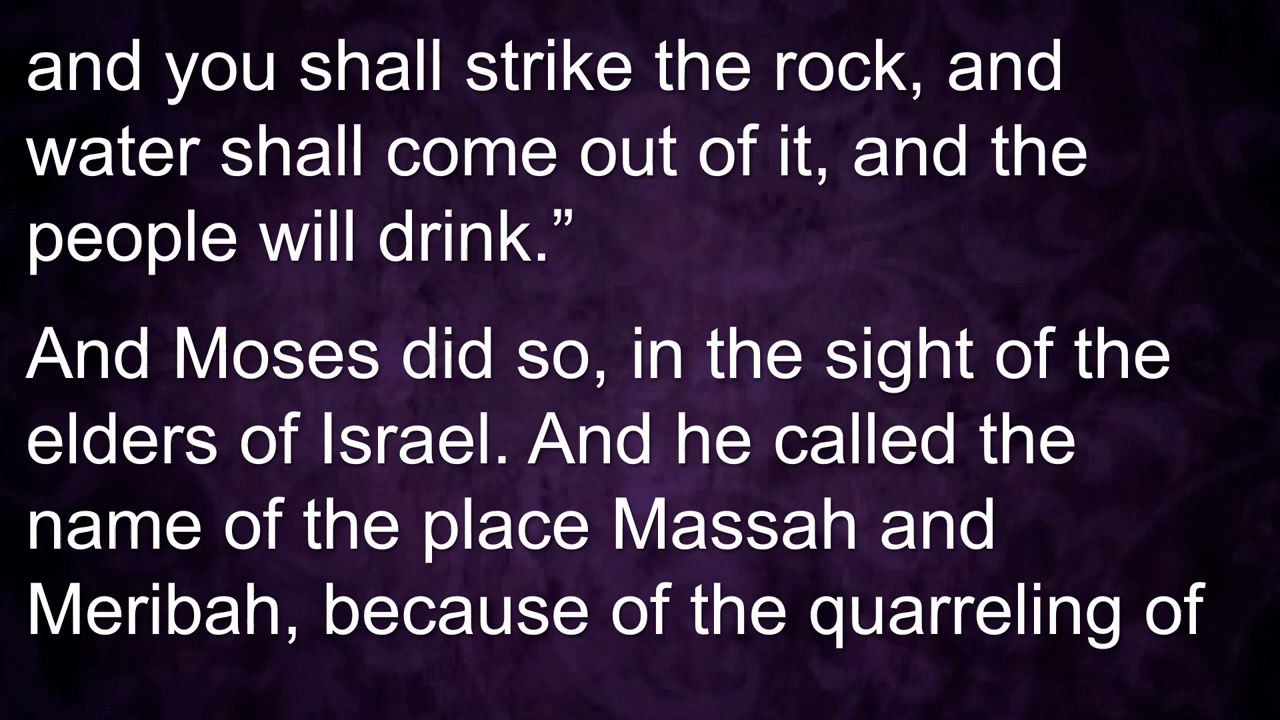 and you shall strike the rock, and
water shall come out of it, and the
people will drink.”
And Moses did so, in the sight of the
elders of Israel. And he called the
name of the place Massah and
Meribah, because of the quarreling of